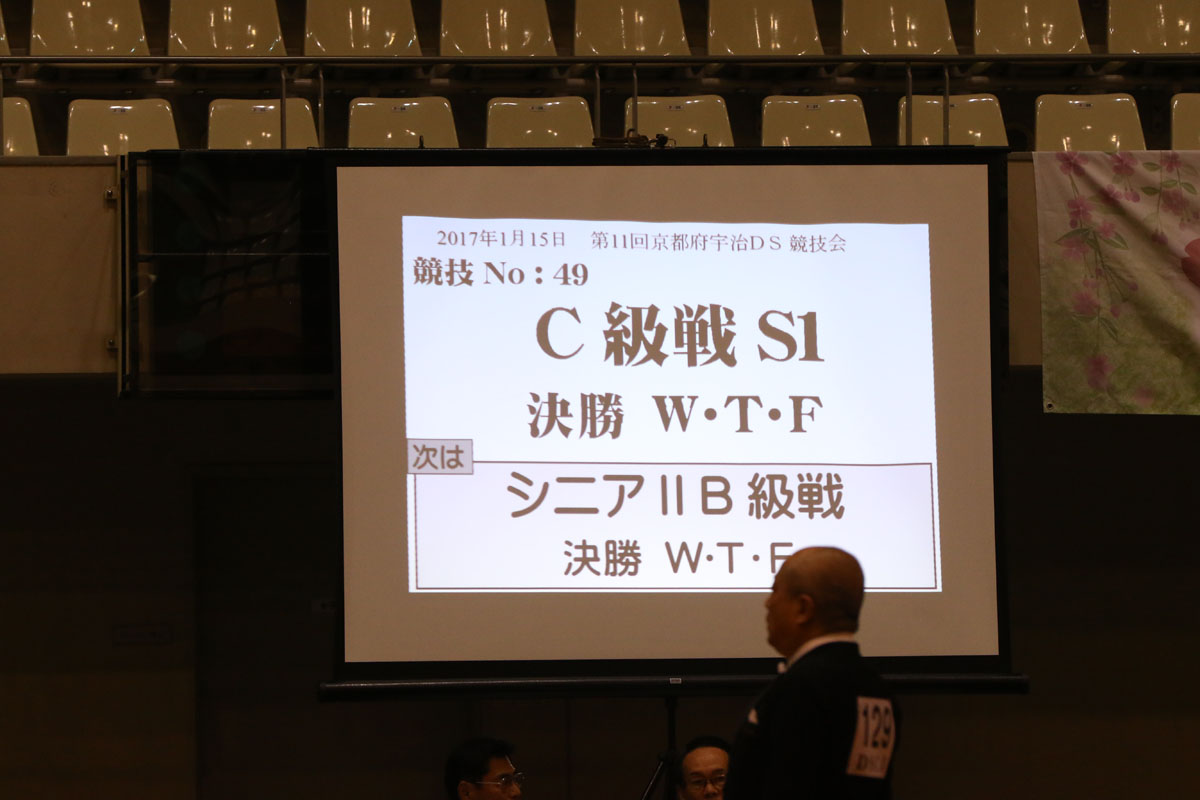 2017年1月15日 第11回京都府宇治DS競技会
競技 No:49
C 級戦 S1
決勝 W・T・F
次は
シニアⅡB級戦
決勝 W・T・F
129